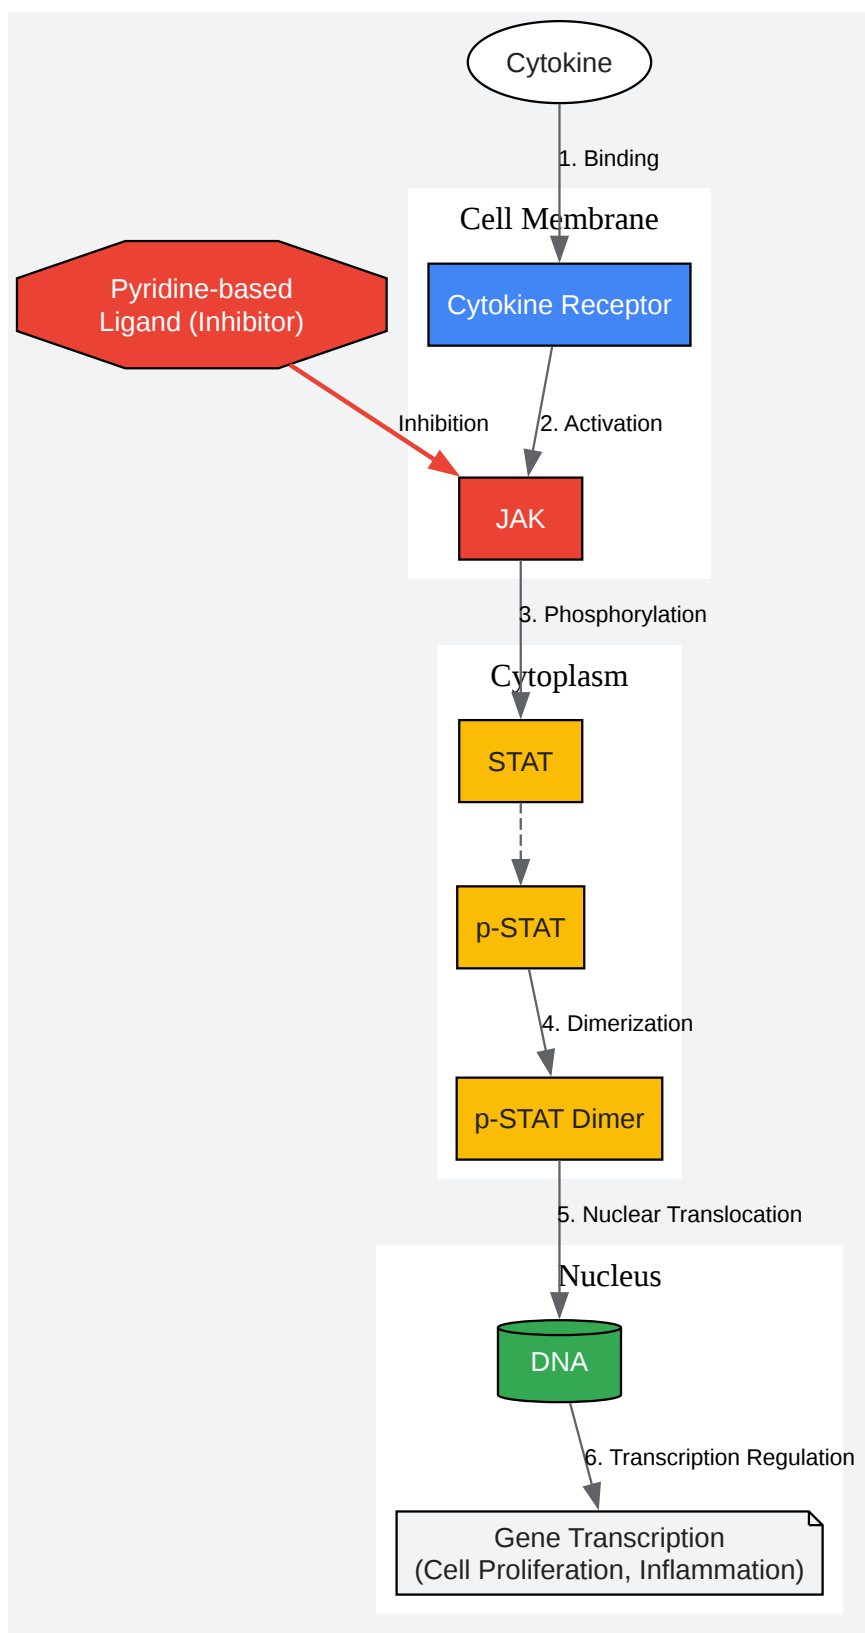 Cytokine
1. Binding
Cell Membrane
Pyridine-based
Ligand (Inhibitor)
Cytokine Receptor
Inhibition
2. Activation
JAK
3. Phosphorylation
Cytoplasm
STAT
p-STAT
4. Dimerization
p-STAT Dimer
5. Nuclear Translocation
Nucleus
DNA
6. Transcription Regulation
Gene Transcription
(Cell Proliferation, Inflammation)